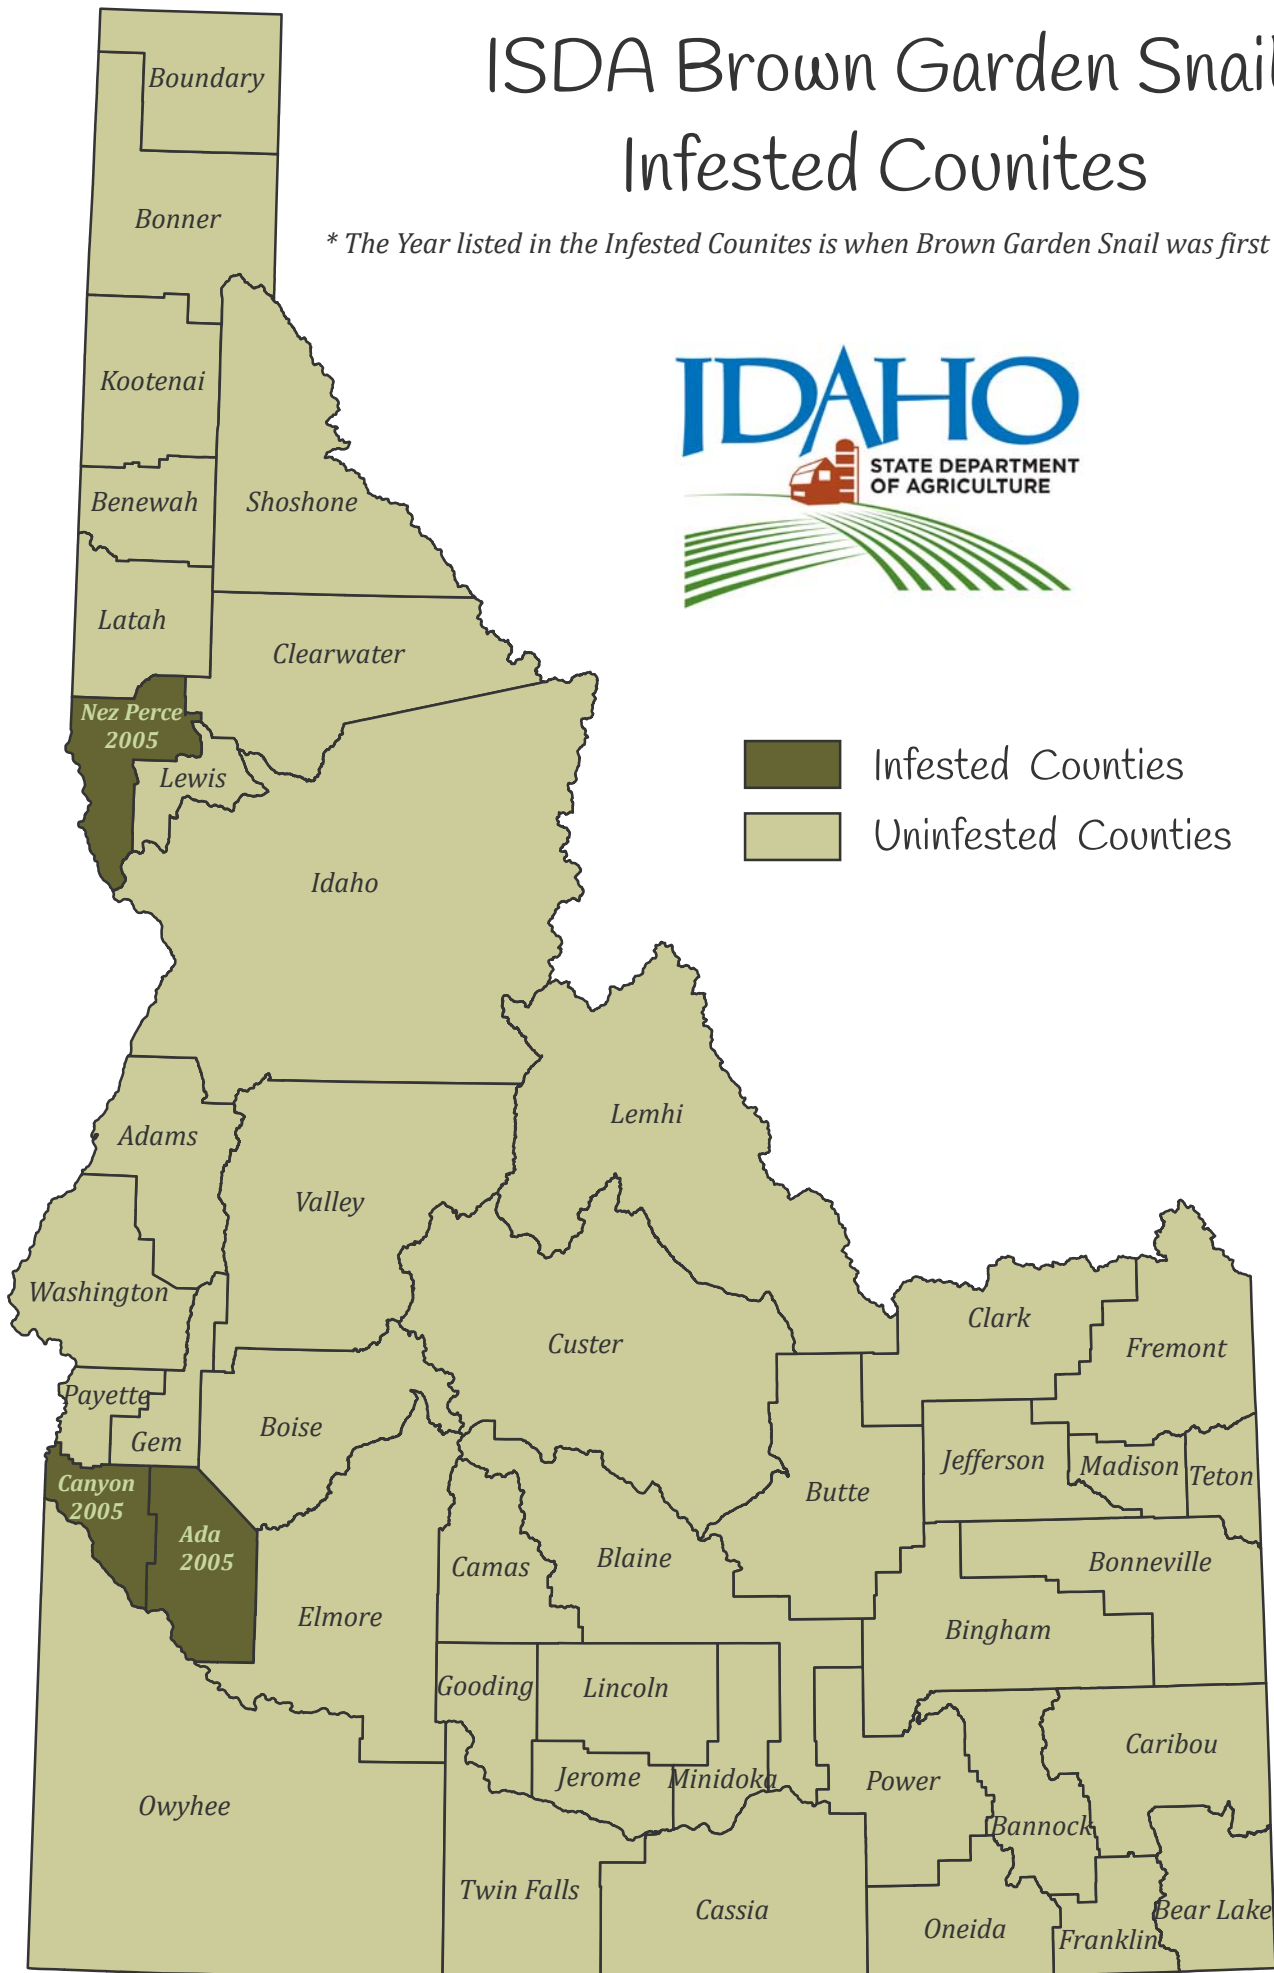 ISDA Brown Garden Snail
Infested Counites
* The Year listed in the Infested Counites is when Brown Garden Snail was first
IDAHO
STATE DEPARTMENT
OF AGRICULTURE
Infested Counties
Uninfested Counties
Boundary
Bonner
Kootenai
Benewah
Shoshone
Latah
Clearwater
Nez Perce
2005
Lewis
Idaho
Lemhi
Adams
Valley
Washington
Custer
Clark
Fremont
Payette
Gem
Boise
Jefferson
Madison
Teton
Butte
Canyon
2005
Ada
2005
Camas
Blaine
Bonneville
Elmore
Bingham
Gooding
Lincoln
Caribou
Jerome
Minidoka
Power
Owyhee
Bannock
Twin Falls
Cassia
Oneida
Franklin
Bear Lake